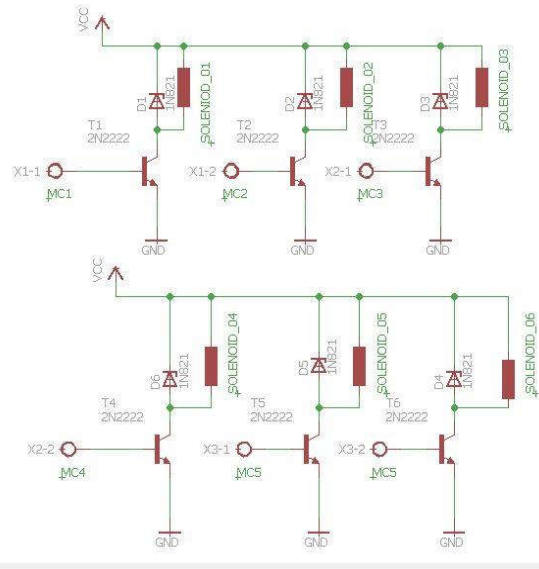 VCC
D1
1N821
SOLENIOD_01
D2
1N821
SOLENOID_02
D3
1N821
SOLENOID_03
T1
2N2222
T2
2N2222
T3
2N2222
X1-1
MC1
X1-2
MC2
X2-1
MC3
GND
GND
GND
VCC
D6
1N821
SOLENOID_04
D5
1N821
SOLENOID_05
D4
1N821
SOLENOID_06
T4
2N2222
T5
2N2222
T6
2N2222
X2-2
MC4
X3-1
MC5
X3-2
MC5
GND
GND
GND